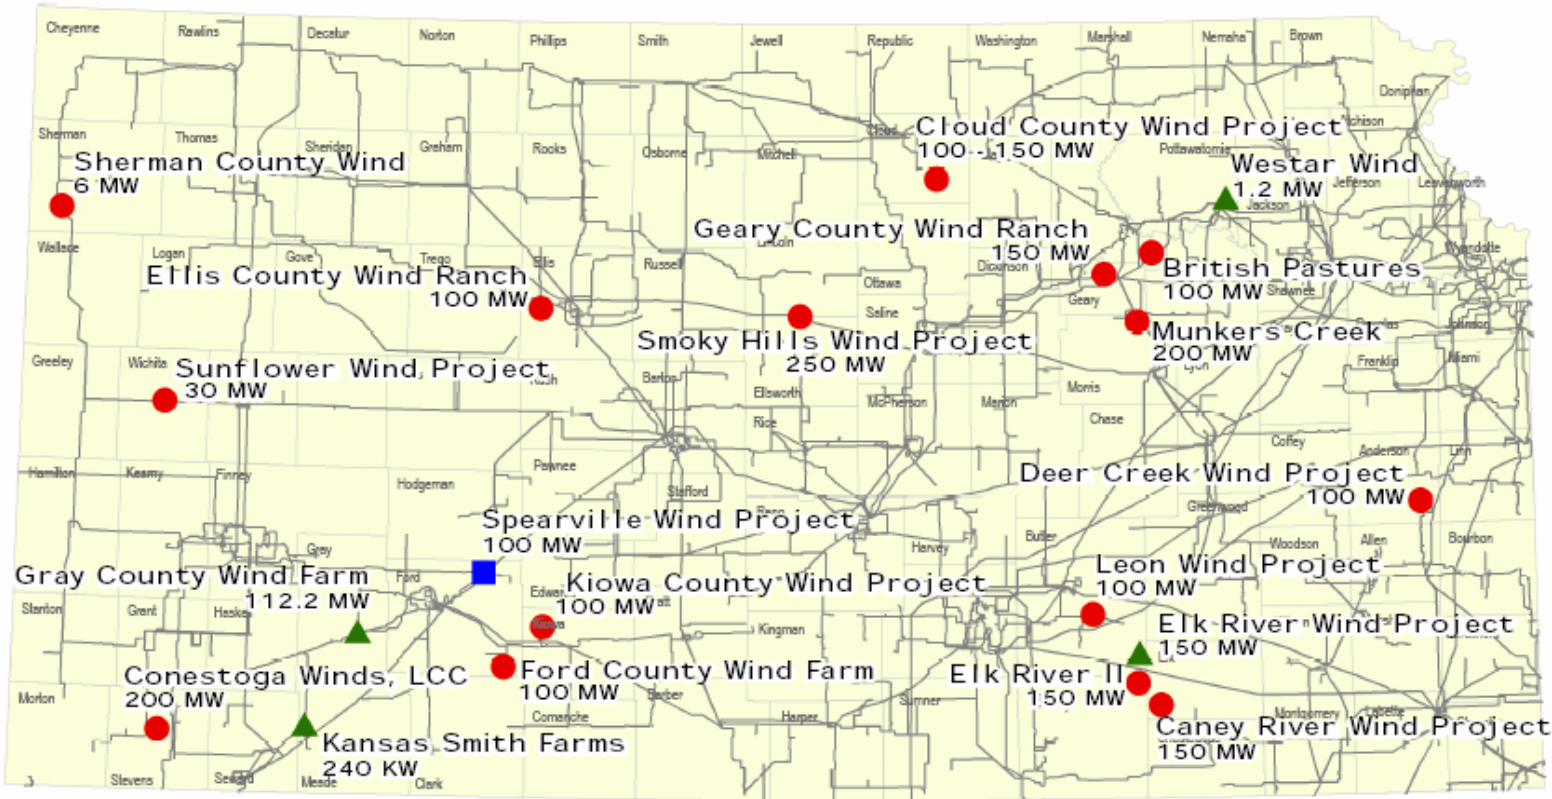 Cheyenne
Rawlins
Decatur
Norton
Phillips
Smith
Jewell
Republic
Washington
Marshall
Nemaha
Brown
Doniphan
Sherman
Thomas
Sheridan
Graham
Rooks
Osborne
Mitchell
Cloud
Cloud County Wind Project
100 - 150 MW
Pottawatomie
Sherman County Wind
6 MW
Westar Wind
1.2 MW
Jackson
Jefferson
Leavenworth
Wallace
Logan
Gove
Trego
Ellis
Russell
Geary County Wind Ranch
150 MW
Ottawa
Dickinson
Geary
British Pastures
100 MW
Shawnee
Wyandotte
Ellis County Wind Ranch
100 MW
Saline
Smoky Hills Wind Project
250 MW
Munkers Creek
200 MW
Johnson
Greeley
Wichita
Sunflower Wind Project
30 MW
Rush
Barton
Ellsworth
McPherson
Marion
Morris
Lyon
Franklin
Miami
Rice
Chase
Coffey
Anderson
Linn
Hamilton
Kearny
Finney
Hodgeman
Pawnee
Stafford
Reno
Deer Creek Wind Project
100 MW
Greenwood
Spearville Wind Project
100 MW
Gray
Harvey
Butler
Woodson
Allen
Bourbon
Gray County Wind Farm
112.2 MW
Ford
Kiowa County Wind Project
100 MW
Leon Wind Project
100 MW
Stanton
Grant
Kiowa
Kingman
Elk River Wind Project
150 MW
Conestoga Winds, LCC
200 MW
Ford County Wind Farm
100 MW
Elk River II
150 MW
Morton
Barber
Sumner
Comanche
Harper
Montgomery
Labette
Caney River Wind Project
150 MW
Kansas Smith Farms
240 KW
Stevens
Seward
Meade
Clark